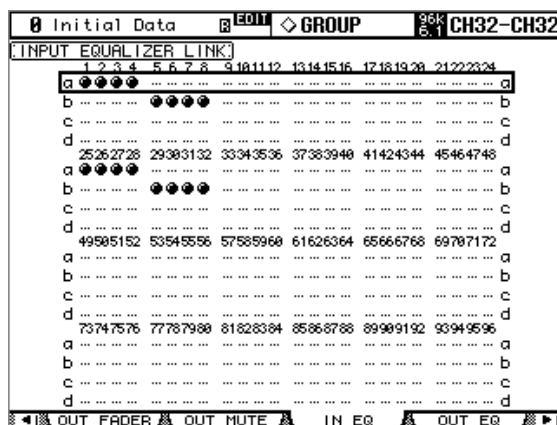 0 Initial Data R EDIT ◇GROUP 96K 6.1 CH32-CH32
[INPUT EQUALIZER LINK]
1 2 3 4 5 6 7 8 9 10 11 12 13 14 15 16 17 18 19 20 21 22 23 24
a a
b b
c c
d d
25 26 27 28 29 30 31 32 33 34 35 36 37 38 39 40 41 42 43 44 45 46 47 48
a a
b b
c c
d d
49 50 51 52 53 54 55 56 57 58 59 60 61 62 63 64 65 66 67 68 69 70 71 72
a a
b b
c c
d d
73 74 75 76 77 78 79 80 81 82 83 84 85 86 87 88 89 90 91 92 93 94 95 96
a a
b b
c c
d d
OUT FADER OUT MUTE IN EQ OUT EQ